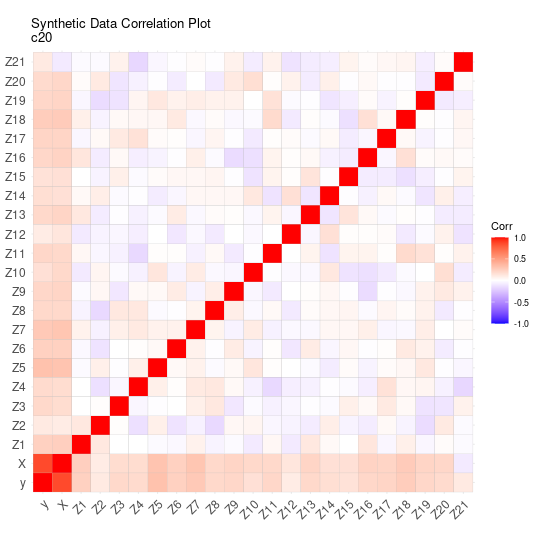 Synthetic Data Correlation Plot
c20
Z21
Z20
Z19
Z18
Z17
Z16
Z15
Z14
Z13
Z12
Z11
Z10
Z9
Z8
Z7
Z6
Z5
Z4
Z3
Z2
Z1
X
y
y X Z1 Z2 Z3 Z4 Z5 Z6 Z7 Z8 Z9 Z10 Z11 Z12 Z13 Z14 Z15 Z16 Z17 Z18 Z19 Z20 Z21
Corr
1.0
0.5
0.0
-0.5
-1.0